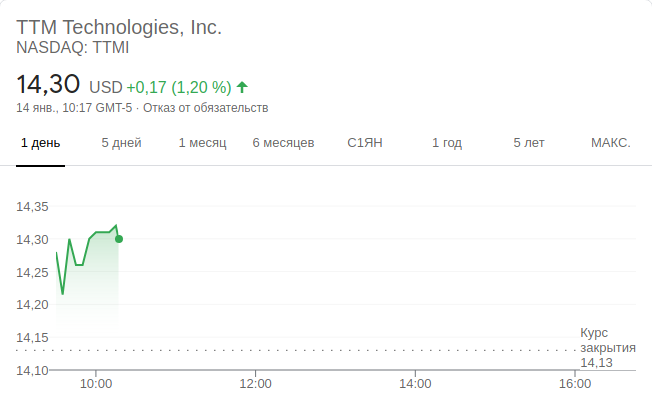 TTM Technologies, Inc.
NASDAQ: TTMI
14,30 USD +0,17 (1,20 %)
14 янв., 10:17 GMT-5 · Отказ от обязательств
1 день 5 дней 1 месяц 6 месяцев С1ЯН 1 год 5 лет МАКС.
14,35
14,30
14,25
14,20
14,15
14,10
Курс
закрытия
14,13
10:00 12:00 14:00 16:00